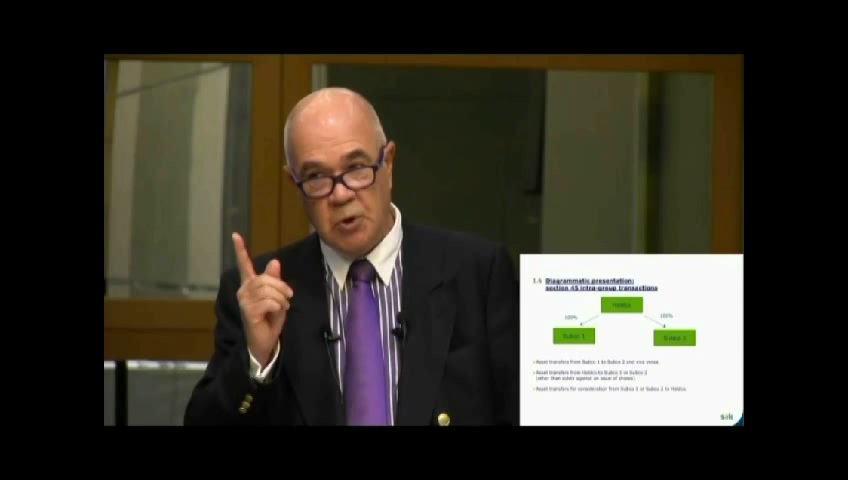 1.6 Diagrammatic presentation:
section 45 intra-group transactions
Holdco
100%
100%
Subco 1
Subco 2
Asset transfers from Subco 1 to Subco 2 and vice versa.
Asset transfers from Holdco to Subco 1 or Subco 2
(other than solely against an issue of shares).
Asset transfers for consideration from Subco 1 or Subco 2 to Holdco.